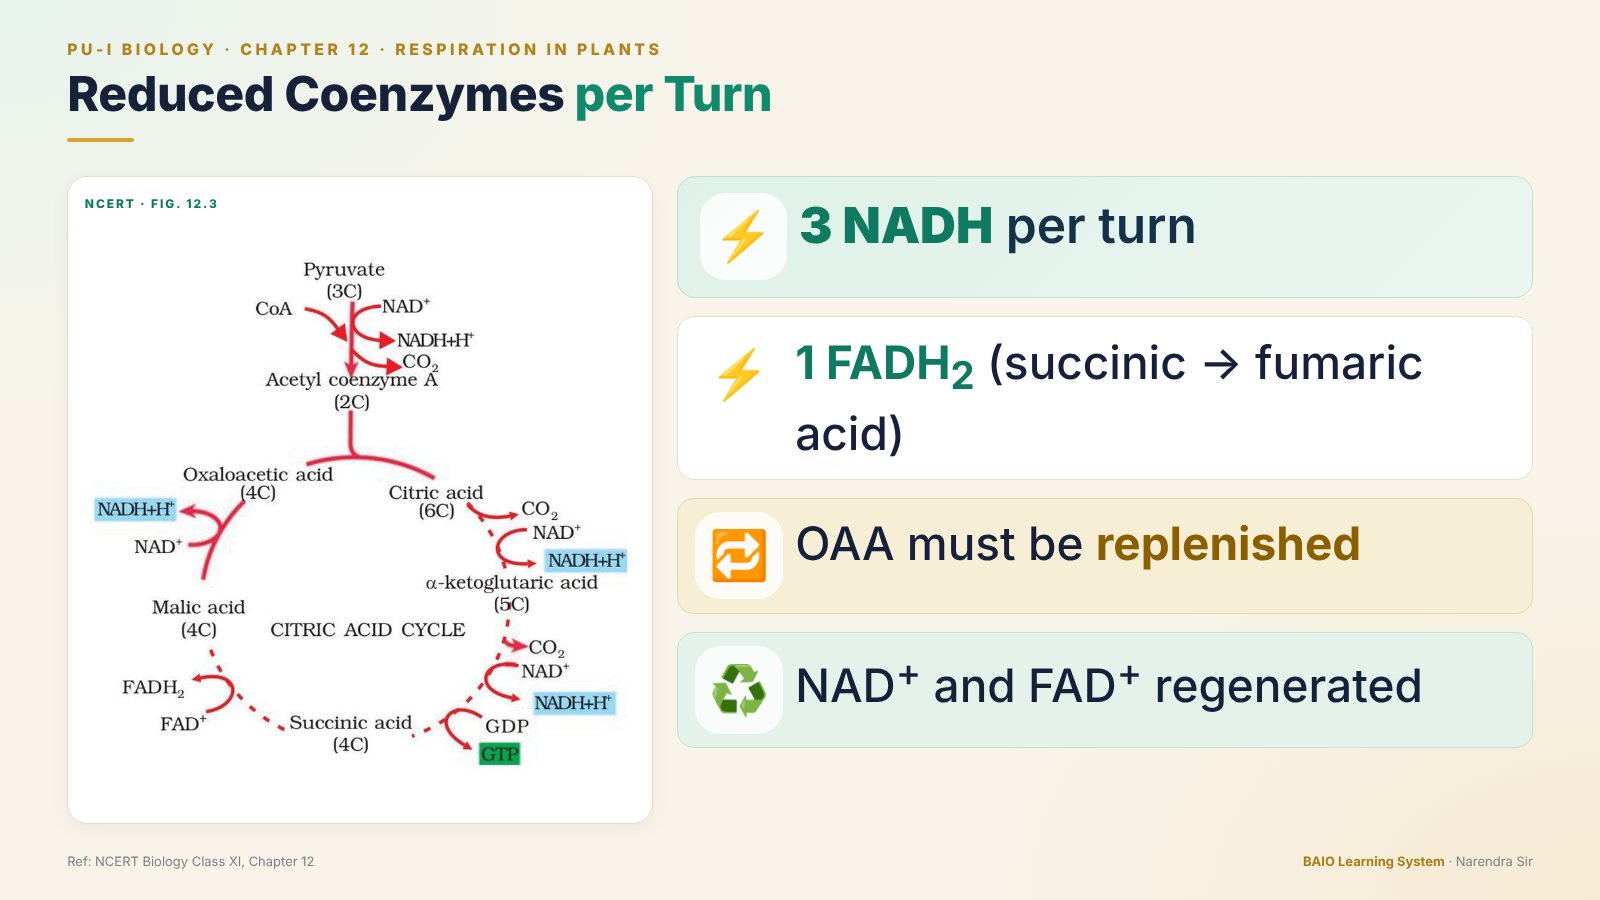 PU-I BIOLOGY · CHAPTER 12 · RESPIRATION IN PLANTS
Reduced Coenzymes per Turn
NCERT · FIG. 12.3
Pyruvate
(3C)
CoA
NAD⁺
NADH+H⁺
CO₂
Acetyl coenzyme A
(2C)
Oxaloacetic acid
(4C)
Citric acid
(6C)
NADH+H⁺
CO₂
NAD⁺
NAD⁺
NADH+H⁺
α-ketoglutaric acid
(5C)
Malic acid
(4C)
CITRIC ACID CYCLE
CO₂
NAD⁺
FADH₂
NADH+H⁺
FAD⁺
Succinic acid
(4C)
GDP
GTP
⚡ 3 NADH per turn
⚡ 1 FADH₂ (succinic → fumaric
acid)
🔁 OAA must be replenished
♻️ NAD⁺ and FAD⁺ regenerated
Ref: NCERT Biology Class XI, Chapter 12
BAIO Learning System · Narendra Sir